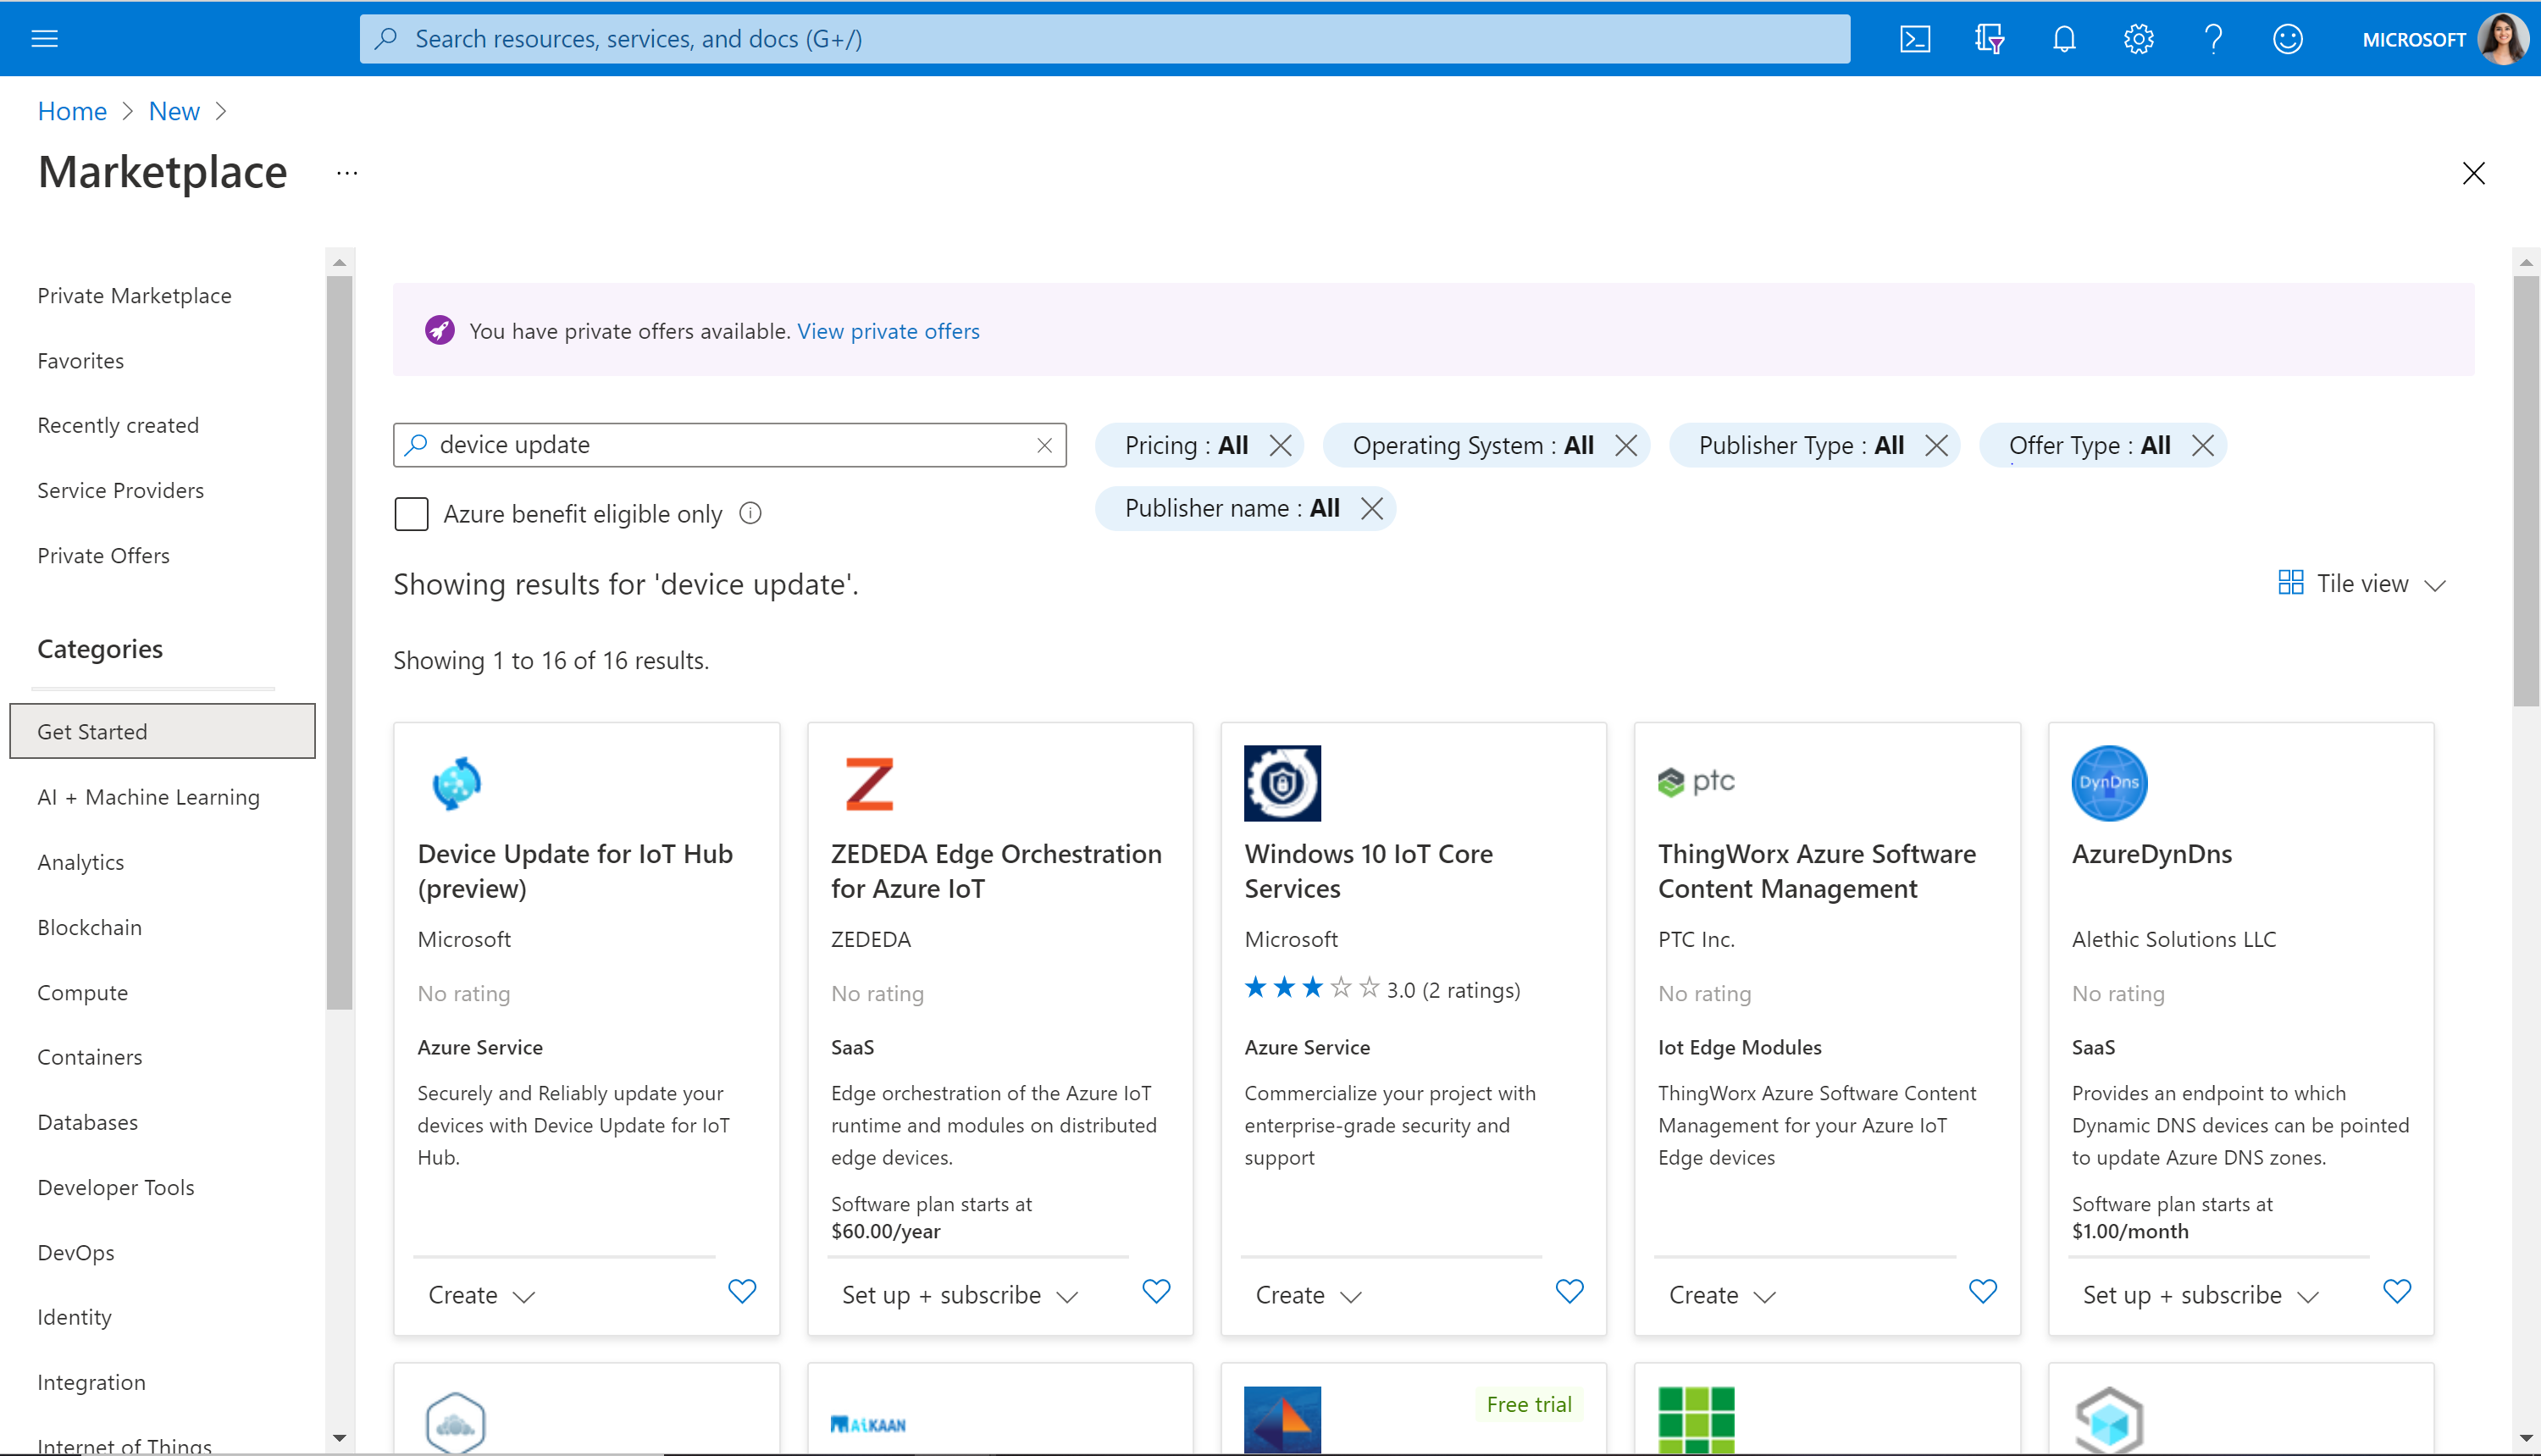 Search resources, services, and docs (G+/)
MICROSOFT
Home
New
Marketplace
...
Private Marketplace
Favorites
Recently created
Service Providers
Private Offers
Categories
Get Started
AI + Machine Learning
Analytics
Blockchain
Compute
Containers
Databases
Developer Tools
DevOps
Identity
Integration
Internet of Things
You have private offers available. View private offers
device update
Pricing : All
Operating System : All
Publisher Type : All
Offer Type : All
Azure benefit eligible only
Publisher name : All
Showing results for 'device update'.
Tile view
Showing 1 to 16 of 16 results.
Device Update for IoT Hub
(preview)
Microsoft
No rating
Azure Service
Securely and Reliably update your
devices with Device Update for IoT
Hub.
Create
ZEDEDA Edge Orchestration
for Azure IoT
ZEDEDA
No rating
SaaS
Edge orchestration of the Azure IoT
runtime and modules on distributed
edge devices.
Software plan starts at
$60.00/year
Set up + subscribe
Windows 10 IoT Core
Services
Microsoft
3.0 (2 ratings)
Azure Service
Commercialize your project with
enterprise-grade security and
support
Create
ptc
ThingWorx Azure Software
Content Management
PTC Inc.
No rating
Iot Edge Modules
ThingWorx Azure Software Content
Management for your Azure IoT
Edge devices
Create
DynDns
AzureDynDns
Alethic Solutions LLC
No rating
SaaS
Provides an endpoint to which
Dynamic DNS devices can be pointed
to update Azure DNS zones.
Software plan starts at
$1.00/month
Set up + subscribe
AiKAAN
Free trial